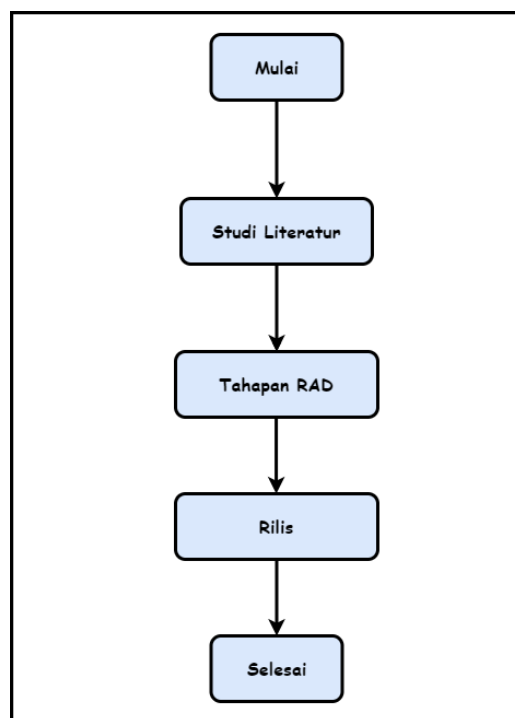 Mulai
Studi Literatur
Tahapan RAD
Rilis
Selesai